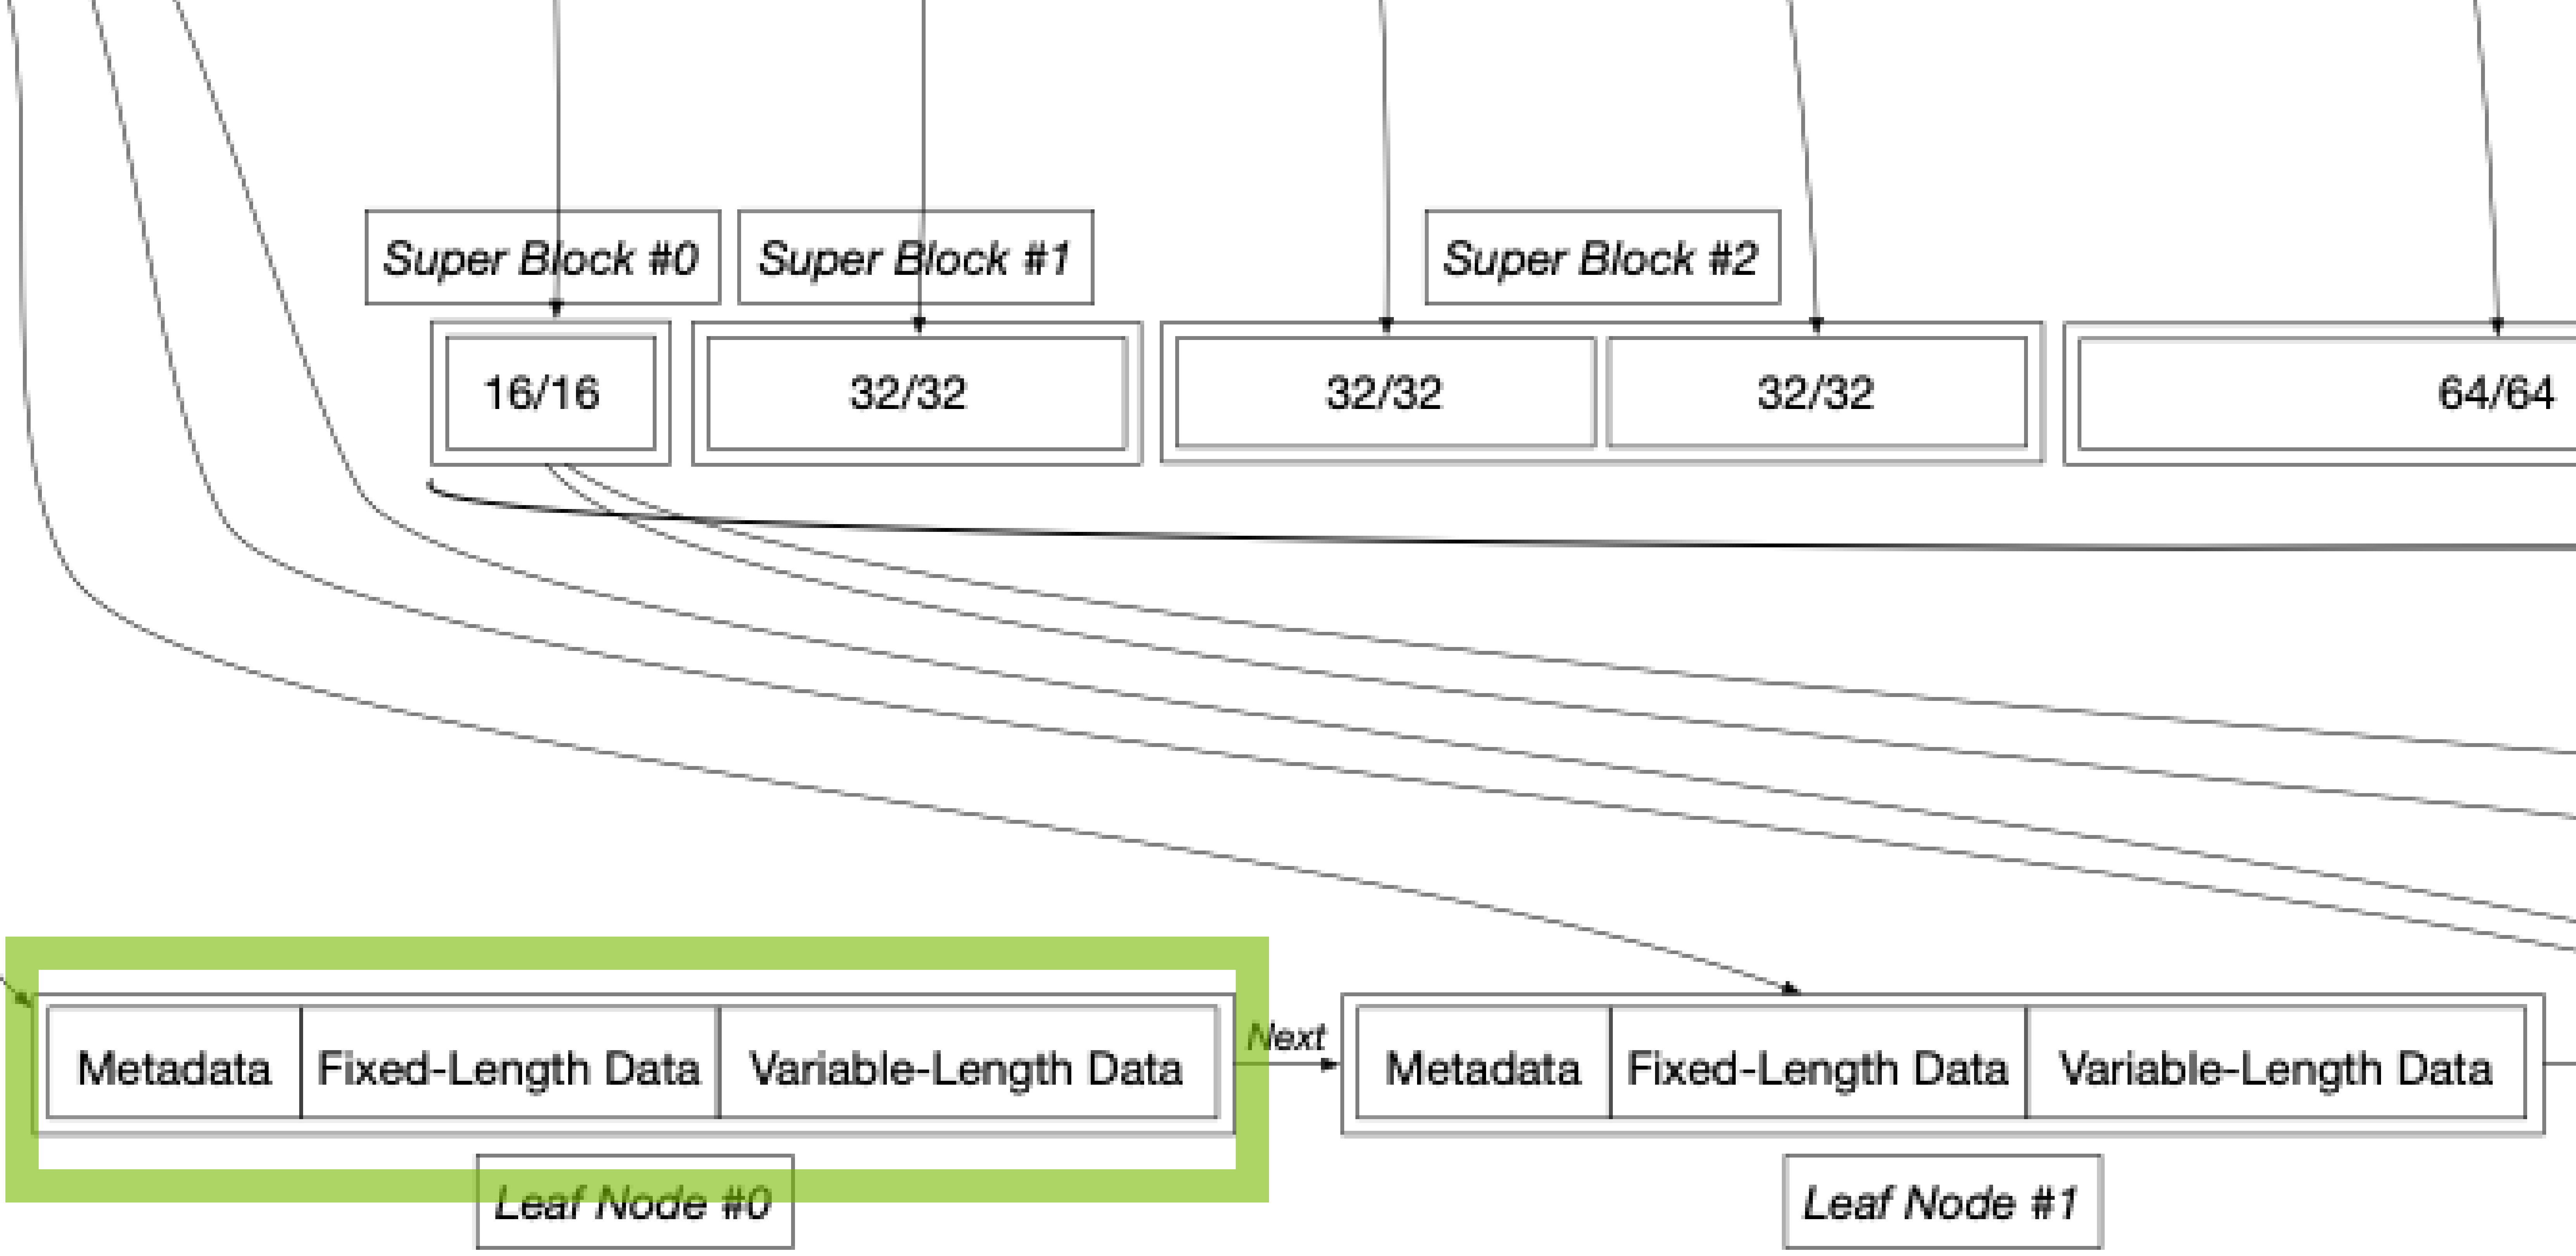 Super Block #0
Super Block #1
Super Block #2
16/16
32/32
32/32
32/32
64/64
Next
Metadata
Fixed-Length Data
Variable-Length Data
Metadata
Fixed-Length Data
Variable-Length Data
Leaf Node #0
Leaf Node #1